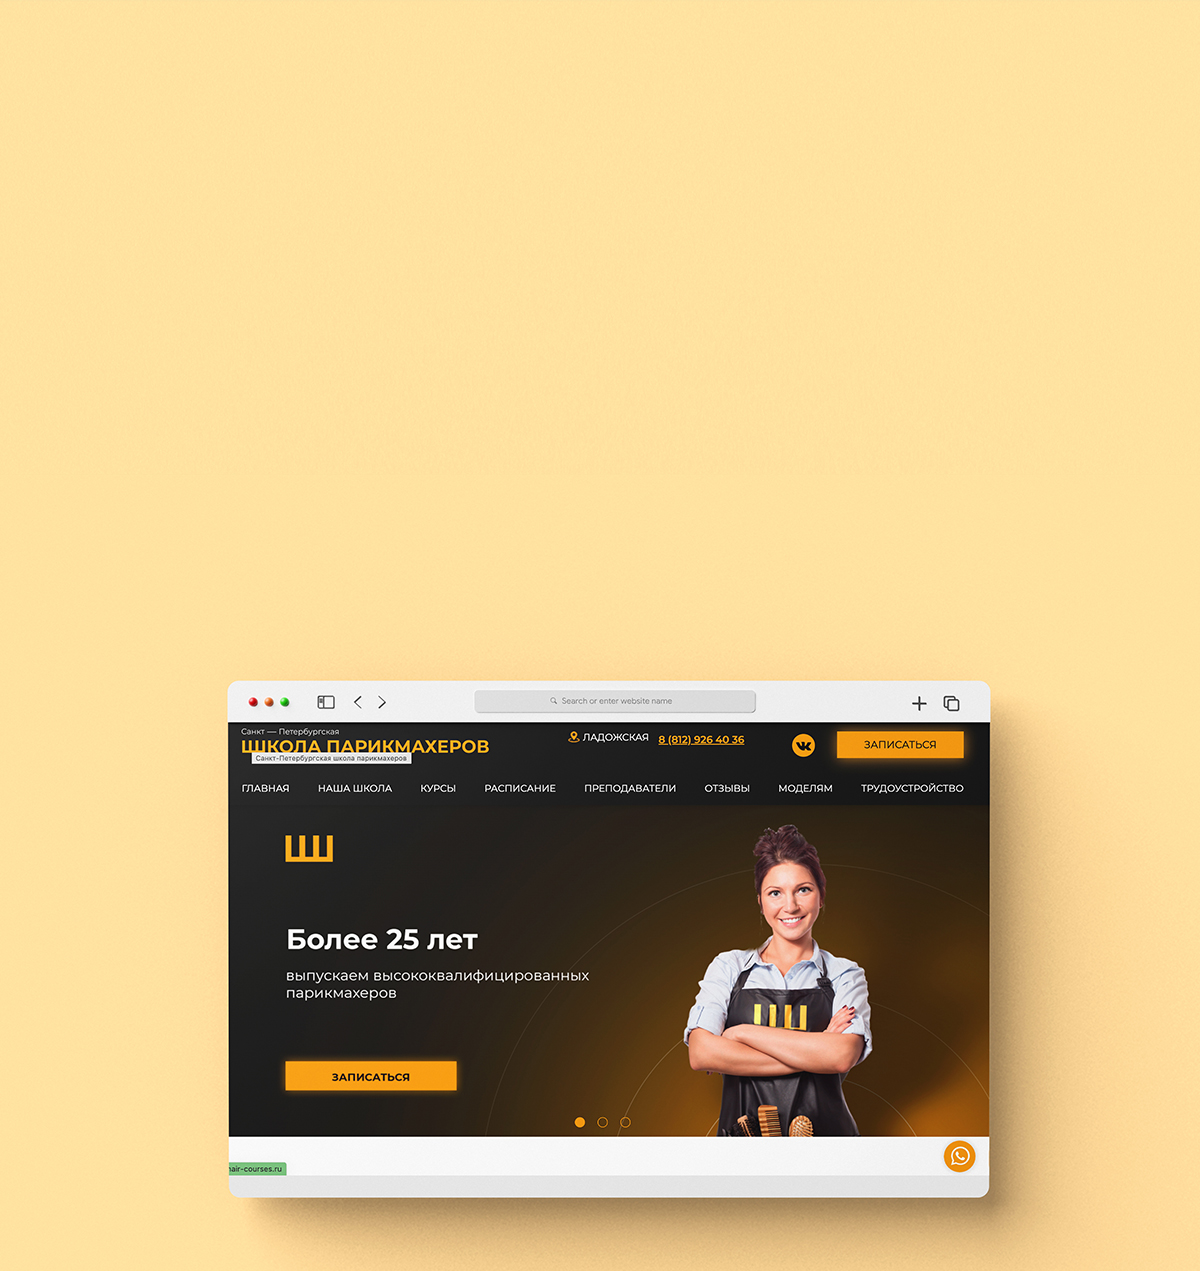 Search or enter website name
Санкт — Петербургская
ШКОЛА ПАРИКМАХЕРОВ
Санкт-Петербургская школа парикмахеров
ЛАДОЖСКАЯ
8 (812) 926 40 36
ЗАПИСАТЬСЯ
ГЛАВНАЯ НАША ШКОЛА КУРСЫ РАСПИСАНИЕ ПРЕПОДАВАТЕЛИ ОТЗЫВЫ МОДЕЛЯМ ТРУДОУСТРОЙСТВО
Более 25 лет
выпускаем высококвалифицированных
парикмахеров
ЗАПИСАТЬСЯ
hair-courses.ru